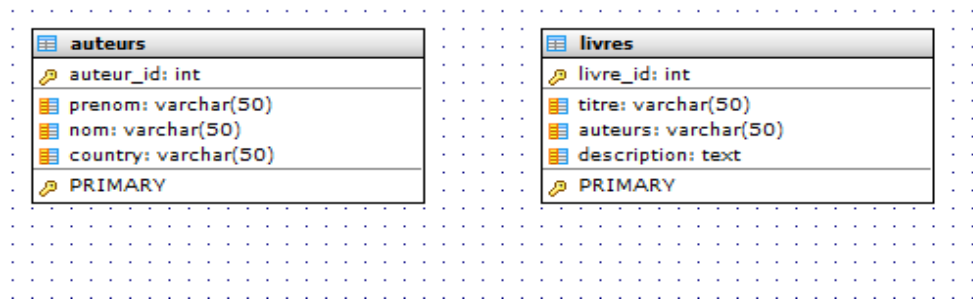 auteurs
auteur_id: int
prenom: varchar(50)
nom: varchar(50)
country: varchar(50)
PRIMARY
livres
livre_id: int
titre: varchar(50)
auteurs: varchar(50)
description: text
PRIMARY